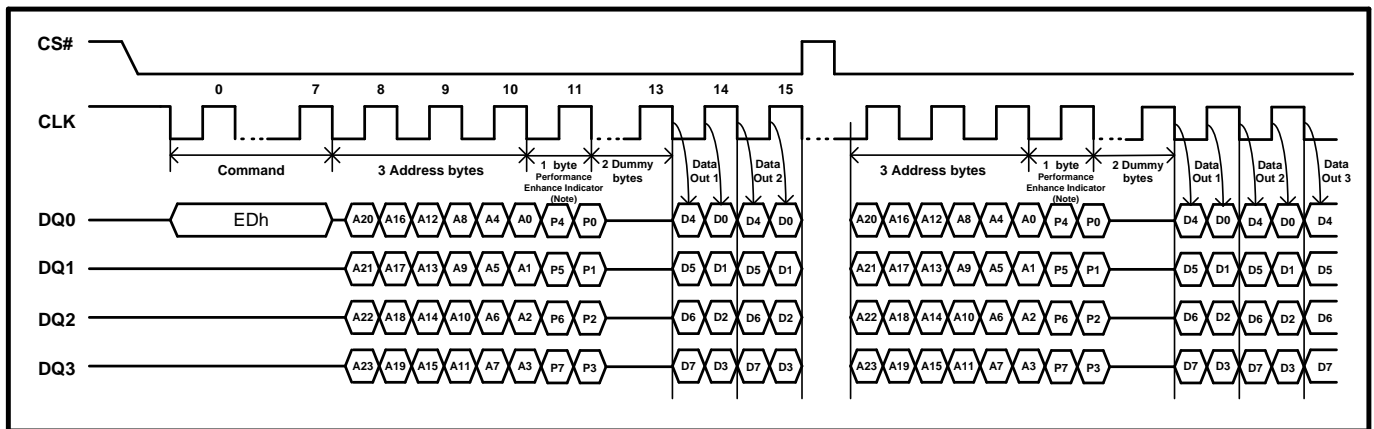 CS#
0 7 8 9 10 11 13 14 15
CLK
Command
3 Address bytes
1 byte
Performance
Enhance Indicator
(Note)
2 Dummy
bytes
Data
Out 1
Data
Out 2
3 Address bytes
1 byte
Performance
Enhance Indicator
(Note)
2 Dummy
bytes
Data
Out 1
Data
Out 2
Data
Out 3
DQ0 EDh A20 A16 A12 A8 A4 A0 P4 P0 D4 D0 D4 D0 A20 A16 A12 A8 A4 A0 P4 P0 D4 D0 D4 D0 D4
DQ1 A21 A17 A13 A9 A5 A1 P5 P1 D5 D1 D5 D1 A21 A17 A13 A9 A5 A1 P5 P1 D5 D1 D5 D1 D5
DQ2 A22 A18 A14 A10 A6 A2 P6 P2 D6 D2 D6 D2 A22 A18 A14 A10 A6 A2 P6 P2 D6 D2 D6 D2 D6
DQ3 A23 A19 A15 A11 A7 A3 P7 P3 D7 D3 D7 D3 A23 A19 A15 A11 A7 A3 P7 P3 D7 D3 D7 D3 D7